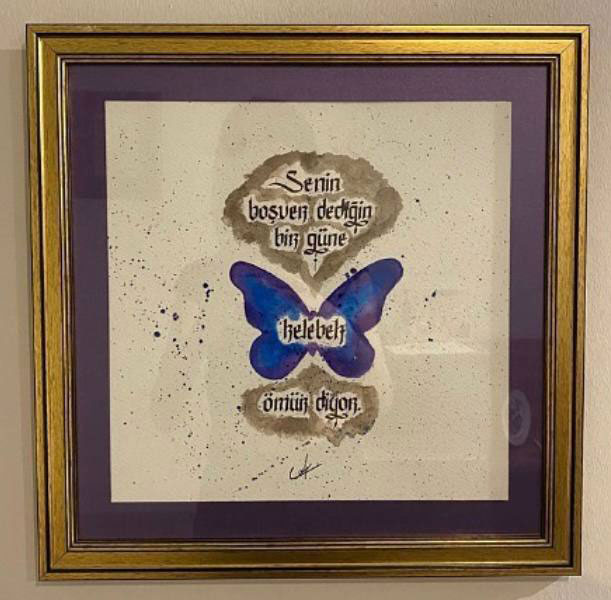 Senin
boşver dediğin
bir güne
kelebek
ömür diyor.